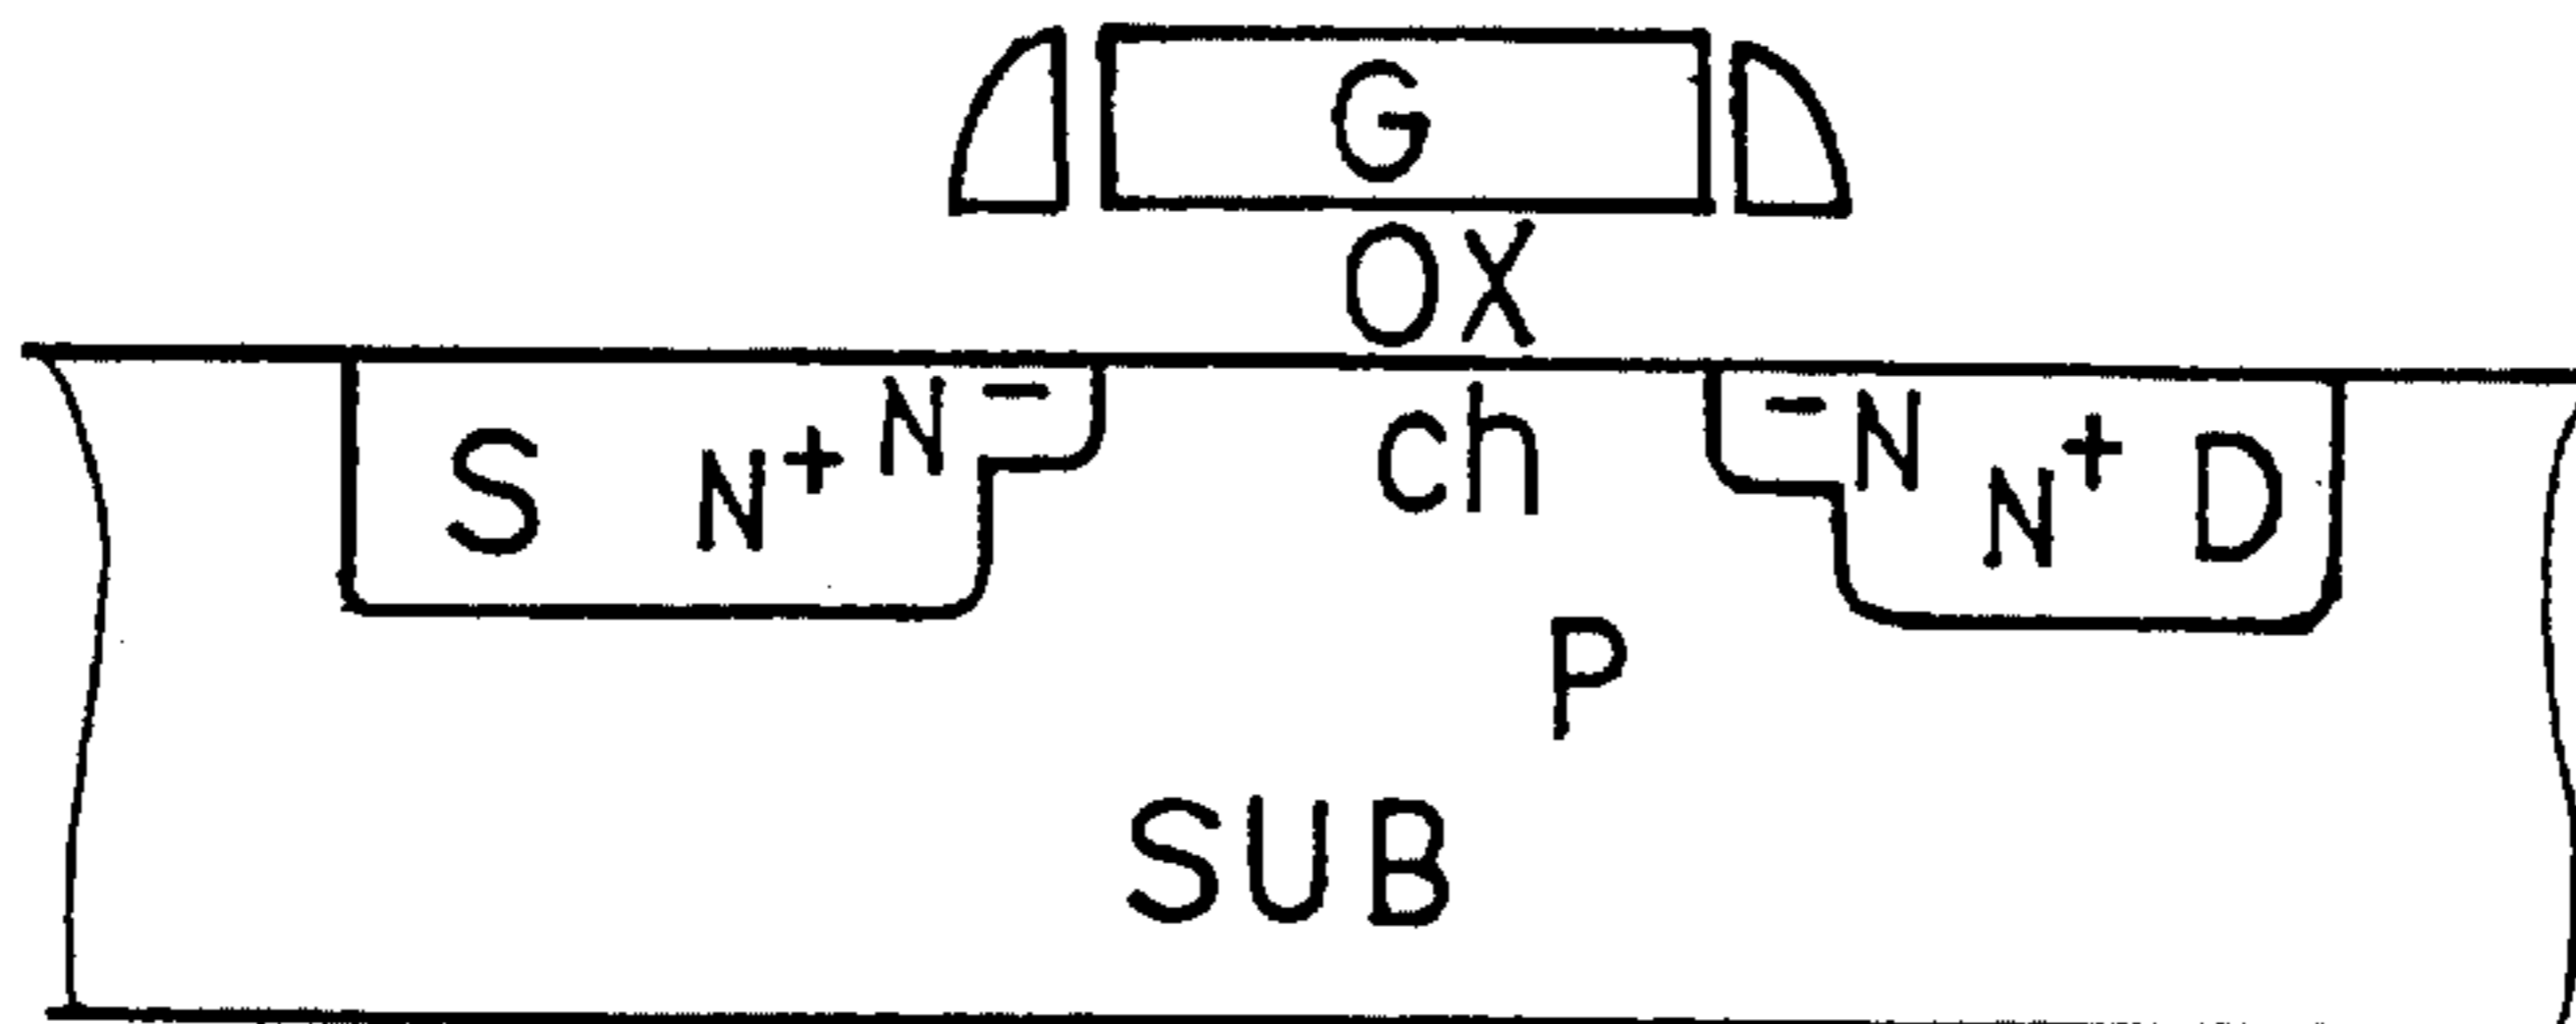 G
OX
S N⁺ N⁻ ch ⁻N N⁺ D
P
SUB